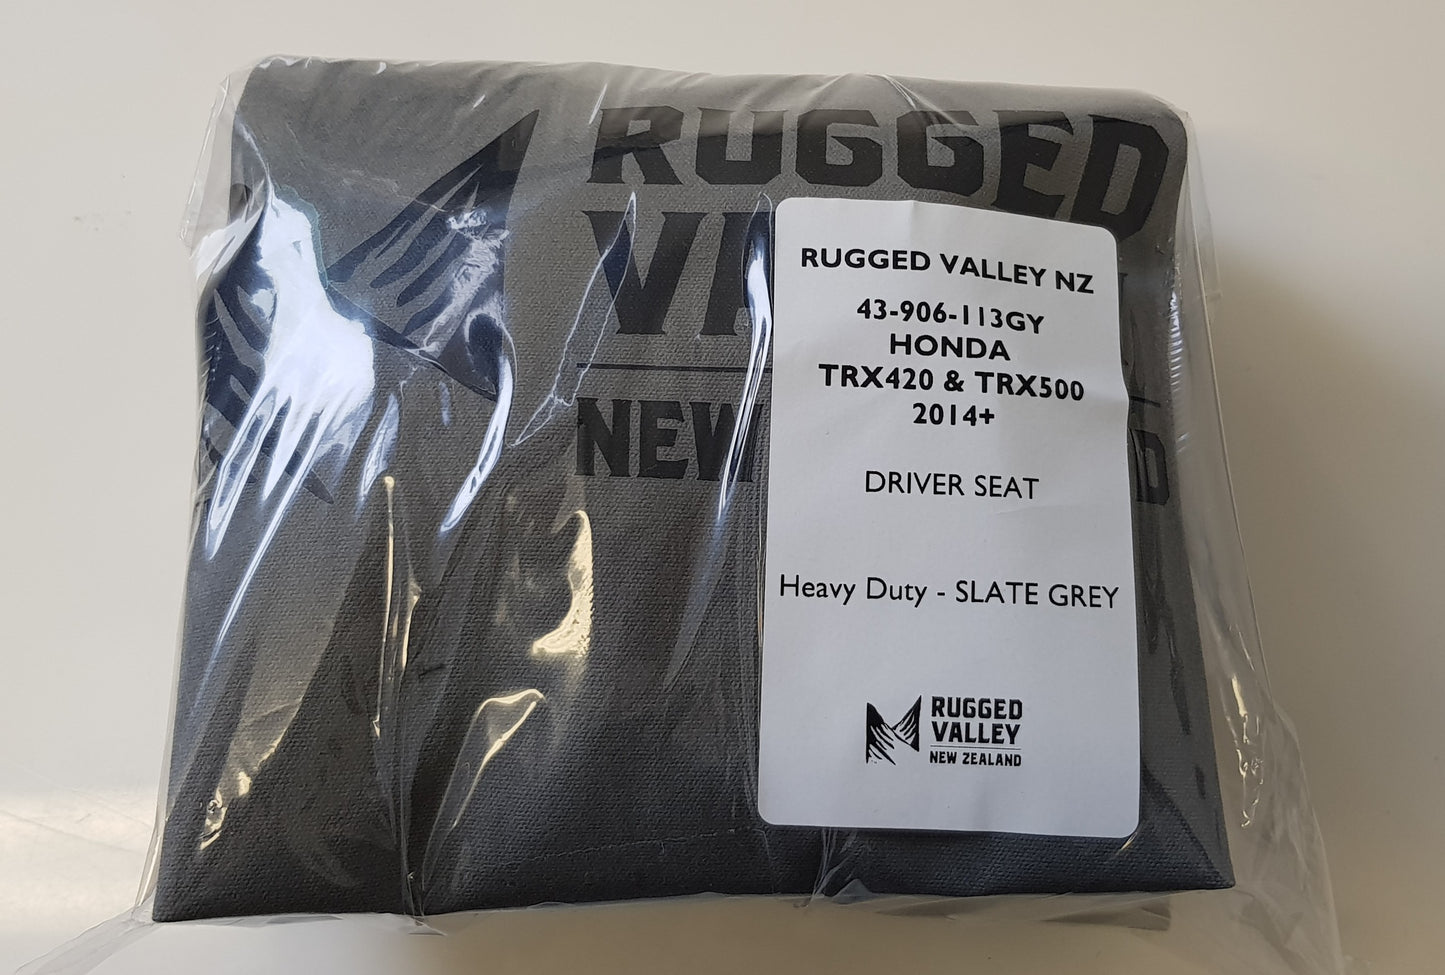 RUGGED
NEW
RUGGED VALLEY NZ
43-906-113GY
HONDA
TRX420 & TRX500
2014+
DRIVER SEAT
Heavy Duty - SLATE GREY
RUGGED
VALLEY
NEW ZEALAND